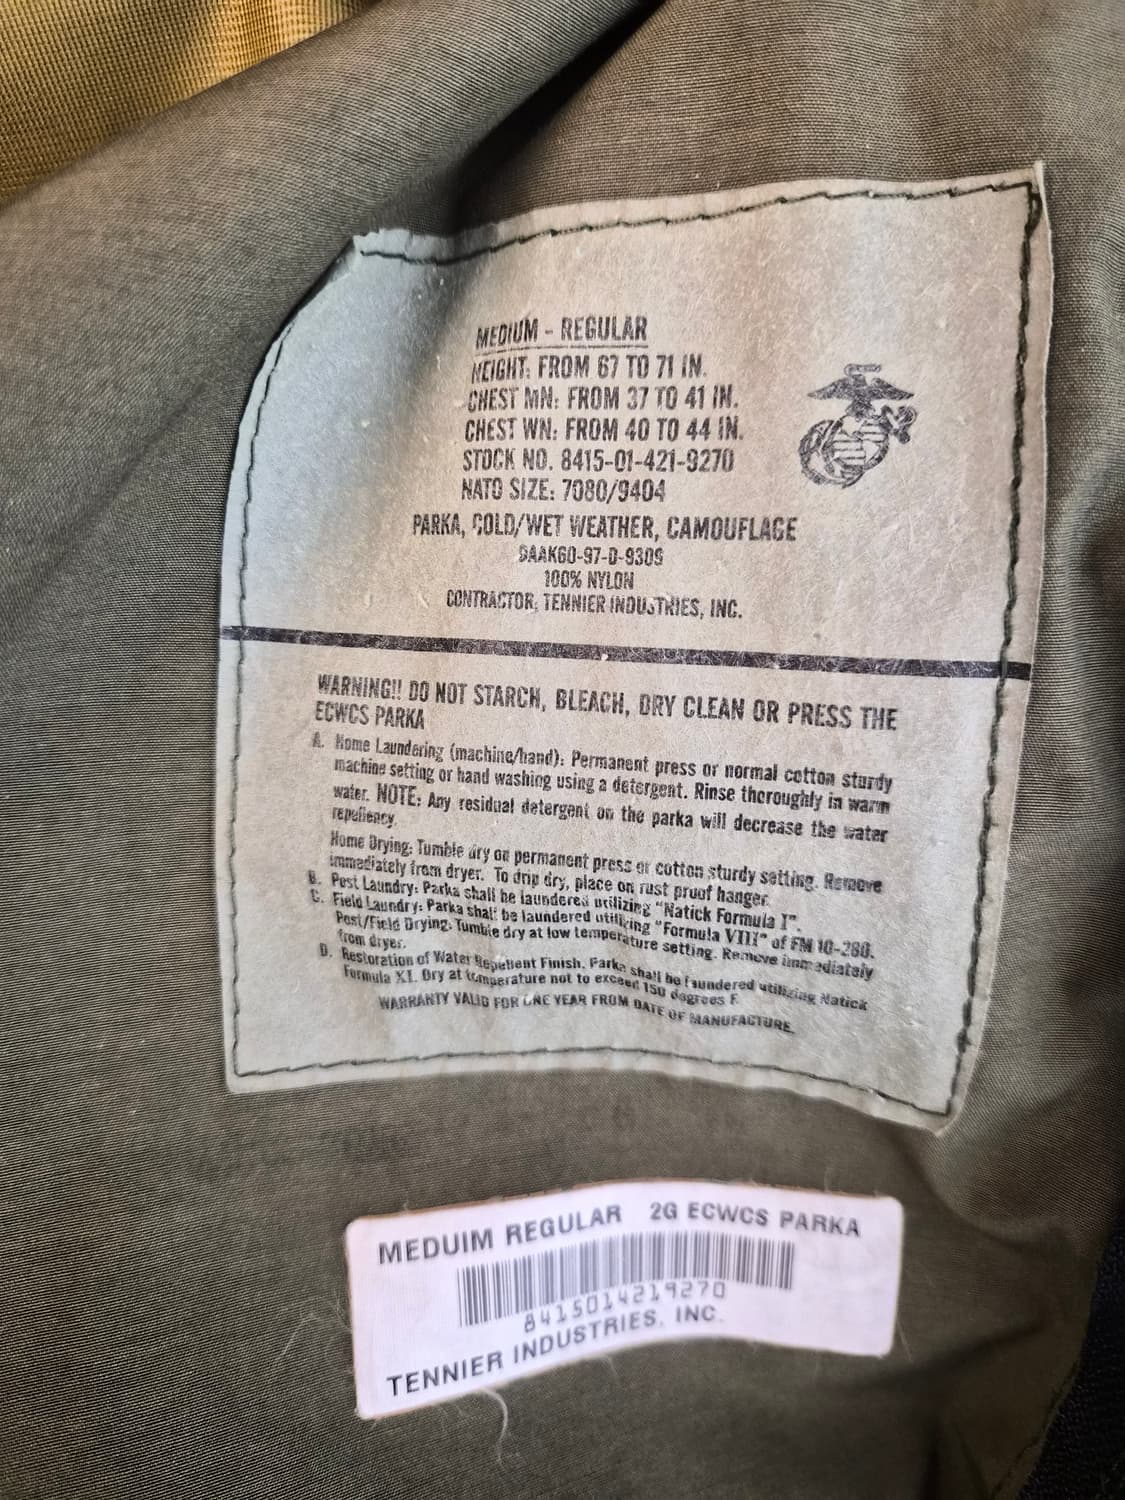 MEDIUM - REGULAR
HEIGHT: FROM 67 TO 71 IN.
CHEST MN: FROM 37 TO 41 IN.
CHEST WN: FROM 40 TO 44 IN.
STOCK NO. 8415-01-421-9270
NATO SIZE: 7080/9404
PARKA, COLD/WET WEATHER, CAMOUFLAGE
DAAK60-97-D-9309
100% NYLON
CONTRACTOR: TENNIER INDUSTRIES, INC.
WARNING!! DO NOT STARCH, BLEACH, DRY CLEAN OR PRESS THE
ECWCS PARKA
A. Home Laundering (machine/hand): Permanent press or normal cotton sturdy
machine setting or hand washing using a detergent. Rinse thoroughly in warm
water. NOTE: Any residual detergent on the parka will decrease the water
repellency.
Home Drying: Tumble dry on permanent press or cotton sturdy setting. Remove
immediately from dryer. To drip dry, place on rust proof hanger.
B. Post Laundry: Parka shall be laundered utilizing "Natick Formula I".
C. Field Laundry: Parka shall be laundered utilizing "Formula VIII" of FM 10-280.
Post/Field Drying: Tumble dry at low temperature setting. Remove immediately
from dryer.
D. Restoration of Water Repellent Finish. Parka shall be laundered utilizing Natick
Formula XI. Dry at temperature not to exceed 150 degrees F.
WARRANTY VALID FOR ONE YEAR FROM DATE OF MANUFACTURE.
MEDUIM REGULAR 2G ECWCS PARKA
8415014219270
TENNIER INDUSTRIES, INC.